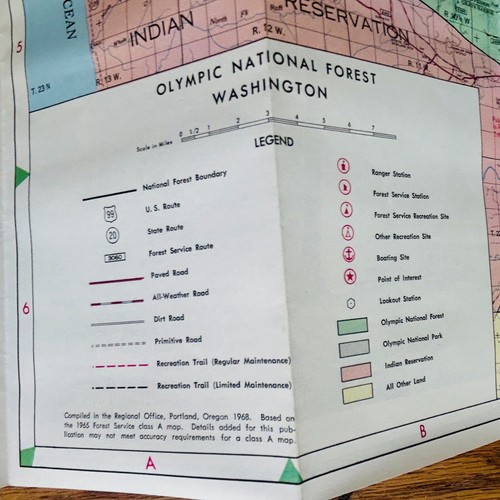 CEAN
INDIAN
North
RESERVATION
5
T. 23 N
R. 13 W.
R. 12 W.
OLYMPIC NATIONAL FOREST
WASHINGTON
Scale in Miles 0 1/2 1 2 3 4 5 6 7
LEGEND
National Forest Boundary
99 U. S. Route
20 State Route
3060 Forest Service Route
Paved Road
All-Weather Road
Dirt Road
Primitive Road
Recreation Trail (Regular Maintenance)
Recreation Trail (Limited Maintenance)
Ranger Station
Forest Service Station
Forest Service Recreation Site
Other Recreation Site
Boating Site
Point of Interest
Lookout Station
Olympic National Forest
Olympic National Park
Indian Reservation
All Other Land
6
Compiled in the Regional Office, Portland, Oregon 1968. Based on
the 1965 Forest Service class A map. Details added for this pub-
lication may not meet accuracy requirements for a class A map.
A
B